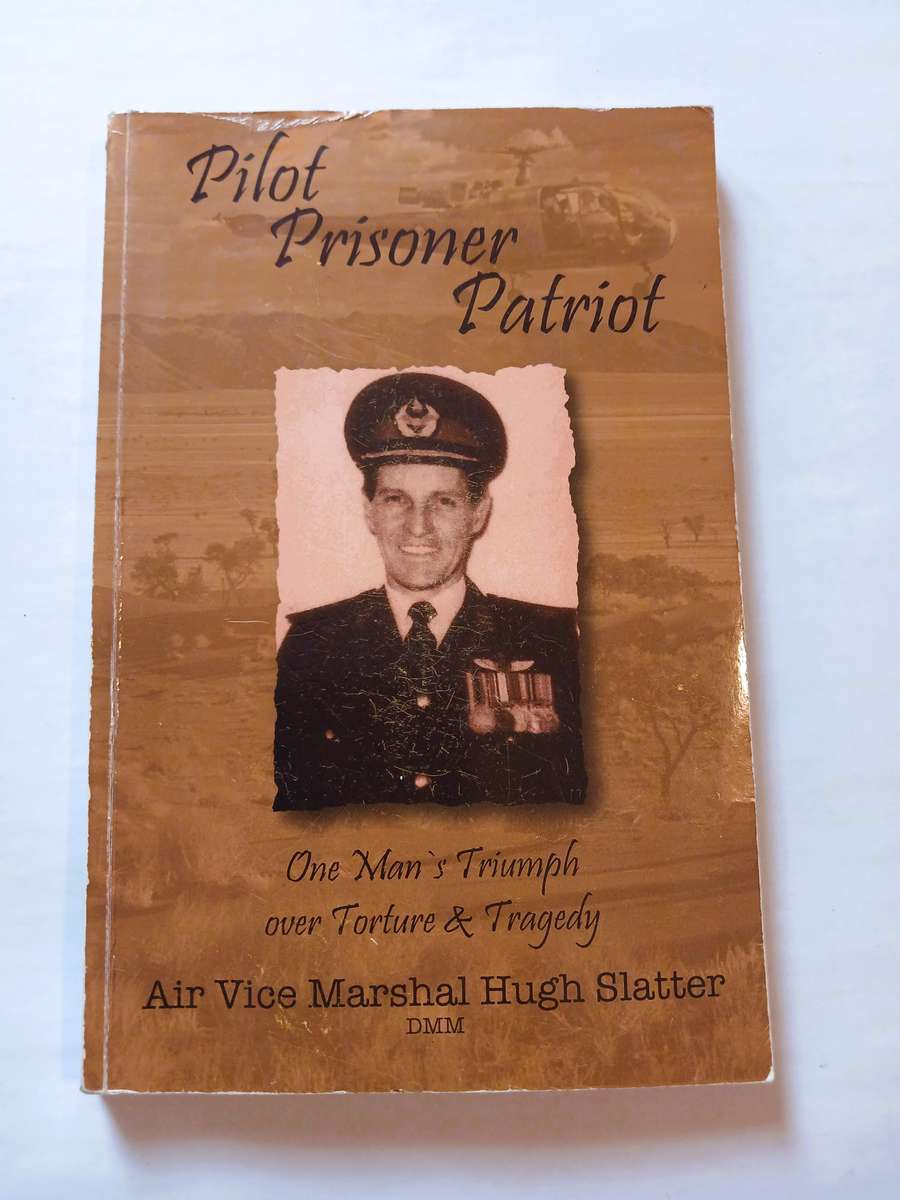 Pilot
Prisoner
Patriot
One Man`s Triumph
over Torture & Tragedy
Air Vice Marshal Hugh Slatter
DMM